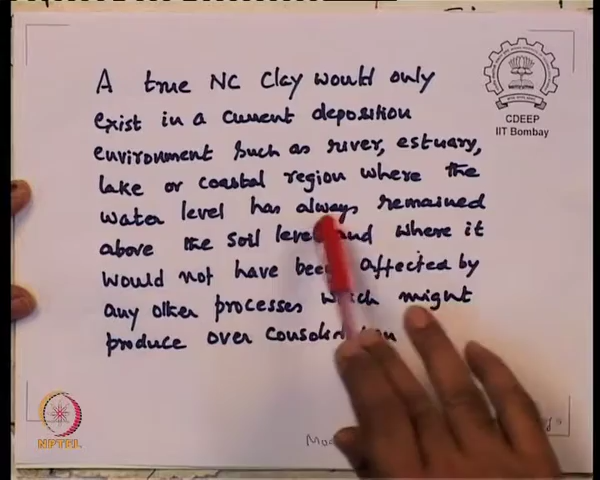 A true NC Clay would only
exist in a current deposition
environment such as river, estuary,
lake or coastal region where the
water level has always remained
above the soil level and where it
would not have been affected by
any other processes which might
produce over consolidation
CDEEP
IIT Bombay
NPTEL